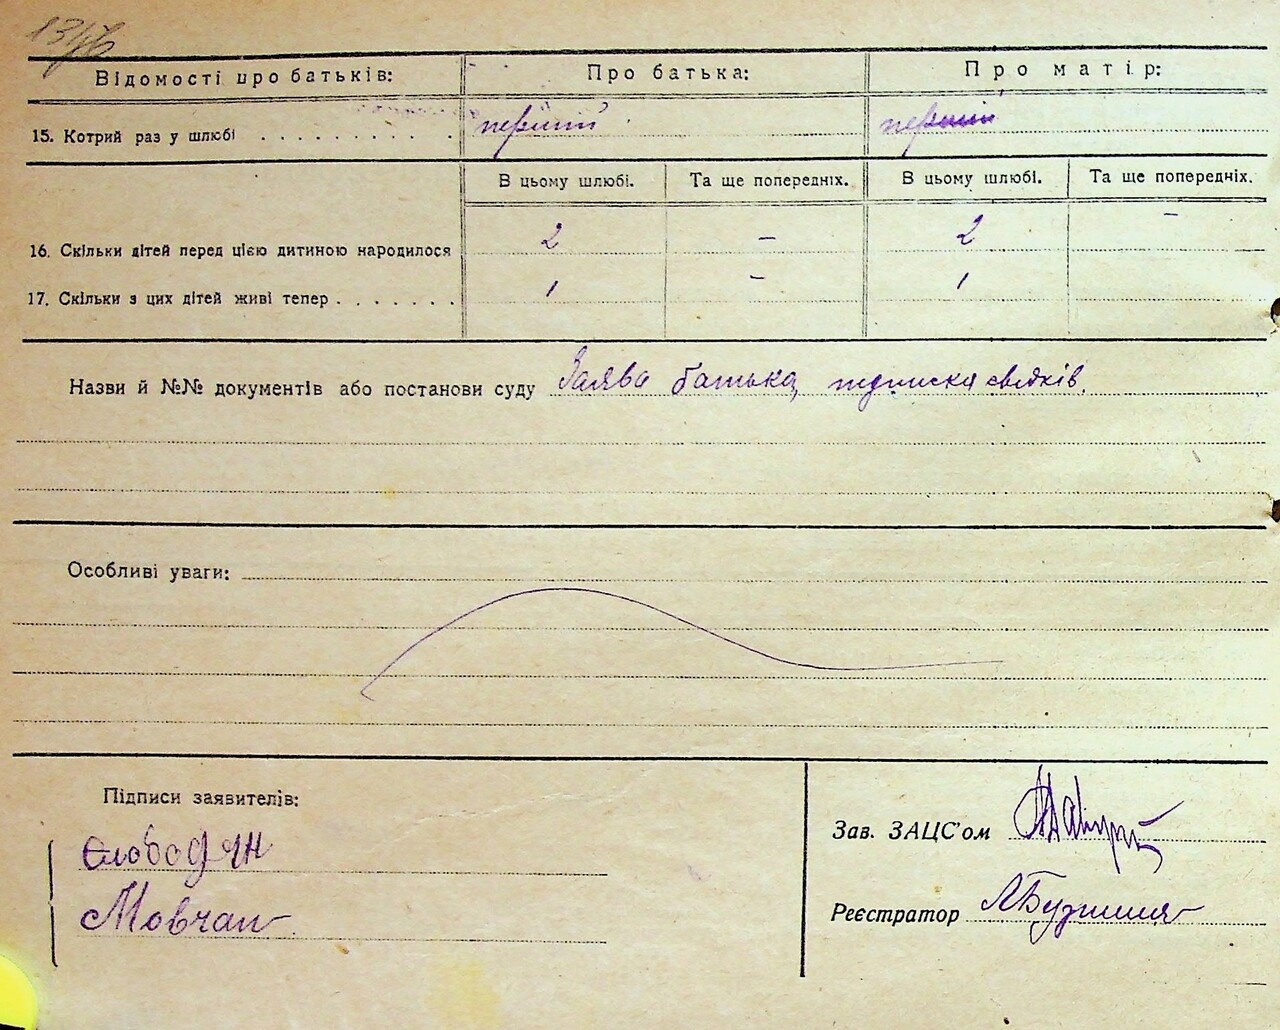 Відомості про батьків: Про батька: Про матір:
15. Котрий раз у шлюбі . . . . . . . . . . перший перший
В цьому шлюбі. Та ще попередніх. В цьому шлюбі. Та ще попередніх.
16. Скільки дітей перед цією дитиною народилося 2 – 2 –
17. Скільки з цих дітей живі тепер . . . . . . . 1 – 1
Назви й №№ документів або постанови суду Заява батька, підписка свідків.
Особливі уваги:
Підписи заявителів:
Слободян
Мовчан
Зав. ЗАЦС'ом
Реєстратор